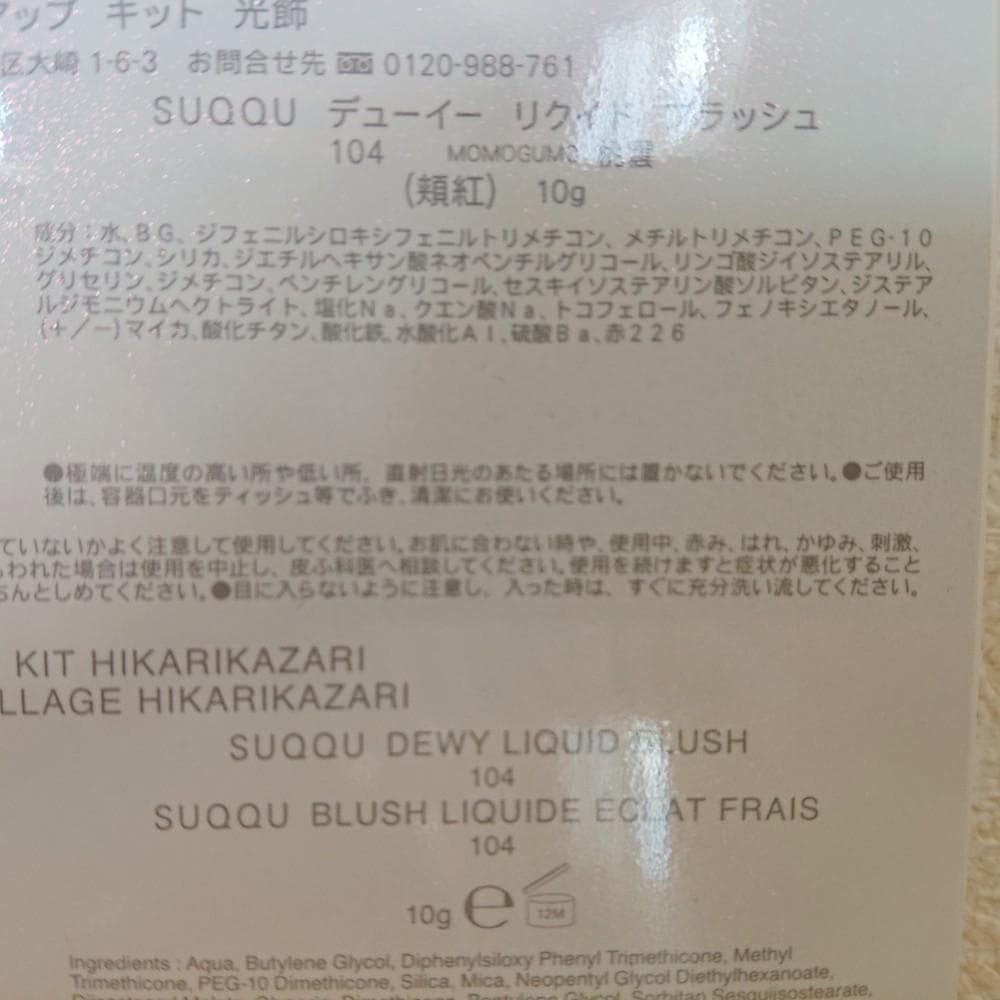 アップ キット 光飾
区大崎 1-6-3 お問合せ先 0120-988-761
SUQQU デューイー リクイド ブラッシュ
104 MOMOGUMO
(頬紅) 10g
成分：水、BG、ジフェニルシロキシフェニルトリメチコン、メチルトリメチコン、PEG-10
ジメチコン、シリカ、ジエチルヘキサン酸ネオペンチルグリコール、リンゴ酸ジイソステアリル、
グリセリン、ジメチコン、ペンチレングリコール、セスキイソステアリン酸ソルビタン、ジステア
ルジモニウムヘクトライト、塩化Na、クエン酸Na、トコフェロール、フェノキシエタノール、
(+/−)マイカ、酸化チタン、酸化鉄、水酸化Al、硫酸Ba、赤226
●極端に温度の高い所や低い所、直射日光のあたる場所には置かないでください。●ご使用
後は、容器口元をティッシュ等でふき、清潔にお使いください。
ていないかよく注意して使用してください。お肌に合わない時や、使用中、赤み、はれ、かゆみ、刺激、
われた場合は使用を中止し、皮ふ科医へ相談してください。使用を続けますと症状が悪化すること
ちんとしめてください。●目に入らないように注意し、入った時は、すぐに充分洗い流してください。
KIT HIKARIKAZARI
LLAGE HIKARIKAZARI
SUQQU DEWY LIQUID BLUSH
104
SUQQU BLUSH LIQUIDE ECLAT FRAIS
104
10g ℮ 12M
Ingredients : Aqua, Butylene Glycol, Diphenylsiloxy Phenyl Trimethicone, Methyl
Trimethicone, PEG-10 Dimethicone, Silica, Mica, Neopentyl Glycol Diethylhexanoate,
Glycol, Sorbitan Sesquiisostearate,